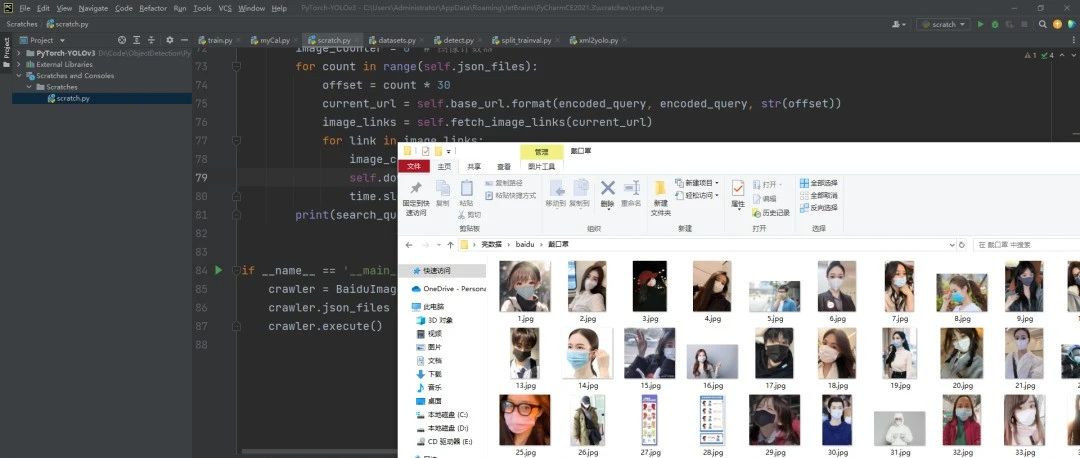 File Edit View Navigate Code Refactor Run Tools VCS Window Help PyTorch-YOLOv3 - C:\Users\Administrator\AppData\Roaming\JetBrains\PyCharmCE2021.3\scratches\scratch.py
Scratches scratch.py scratch
Project train.py myCal.py scratch.py datasets.py detect.py split_trainval.py xml2yolo.py
Project
PyTorch-YOLOv3 D:\Code\ObjectDetection\PyTorch
External Libraries
Scratches and Consoles
Scratches
scratch.py
1 4
72 image_counter = 0 # 图像计数器
73 for count in range(self.json_files):
74 offset = count * 30
75 current_url = self.base_url.format(encoded_query, encoded_query, str(offset))
76 image_links = self.fetch_image_links(current_url)
77 for link in image_links:
78 image_c
79 self.do
80 time.sl
81 print(search_qu
82
83
84 if __name__ == '__main_
85 crawler = BaiduImag
86 crawler.json_files
87 crawler.execute()
88
管理 戴口罩
文件 主页 共享 查看 图片工具
固定到快速访问 复制 粘贴 复制路径 粘贴快捷方式 剪切
移动到 复制到 删除 重命名
新建文件夹 新建项目 轻松访问
属性 打开 编辑 历史记录
全部选择 全部取消 反向选择
剪贴板 组织 新建 打开 选择
亮数据 baidu 戴口罩 在 戴口罩 中搜索
快速访问
OneDrive - Persona
此电脑
3D 对象
视频
图片
文档
下载
音乐
桌面
本地磁盘 (C:)
本地磁盘 (D:)
CD 驱动器 (E:)
1.jpg 2.jpg 3.jpg 4.jpg 5.jpg 6.jpg 7.jpg 8.jpg 9.jpg
13.jpg 14.jpg 15.jpg 16.jpg 17.jpg 18.jpg 19.jpg 20.jpg 21.jpg
25.jpg 26.jpg 27.jpg 28.jpg 29.jpg 30.jpg 31.jpg 32.jpg 33.jpg